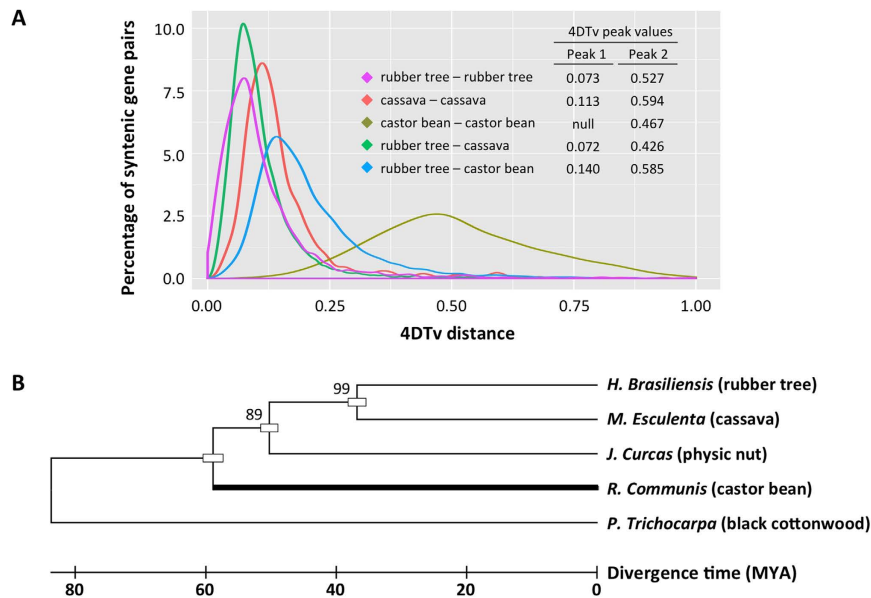 A
Percentage of syntenic gene pairs
10.0
7.5
5.0
2.5
0.0
4DTv peak values
Peak 1 Peak 2
rubber tree – rubber tree 0.073 0.527
cassava – cassava 0.113 0.594
castor bean – castor bean null 0.467
rubber tree – cassava 0.072 0.426
rubber tree – castor bean 0.140 0.585
0.00 0.25 0.50 0.75 1.00
4DTv distance
B
99
89
H. Brasiliensis (rubber tree)
M. Esculenta (cassava)
J. Curcas (physic nut)
R. Communis (castor bean)
P. Trichocarpa (black cottonwood)
Divergence time (MYA)
80 60 40 20 0